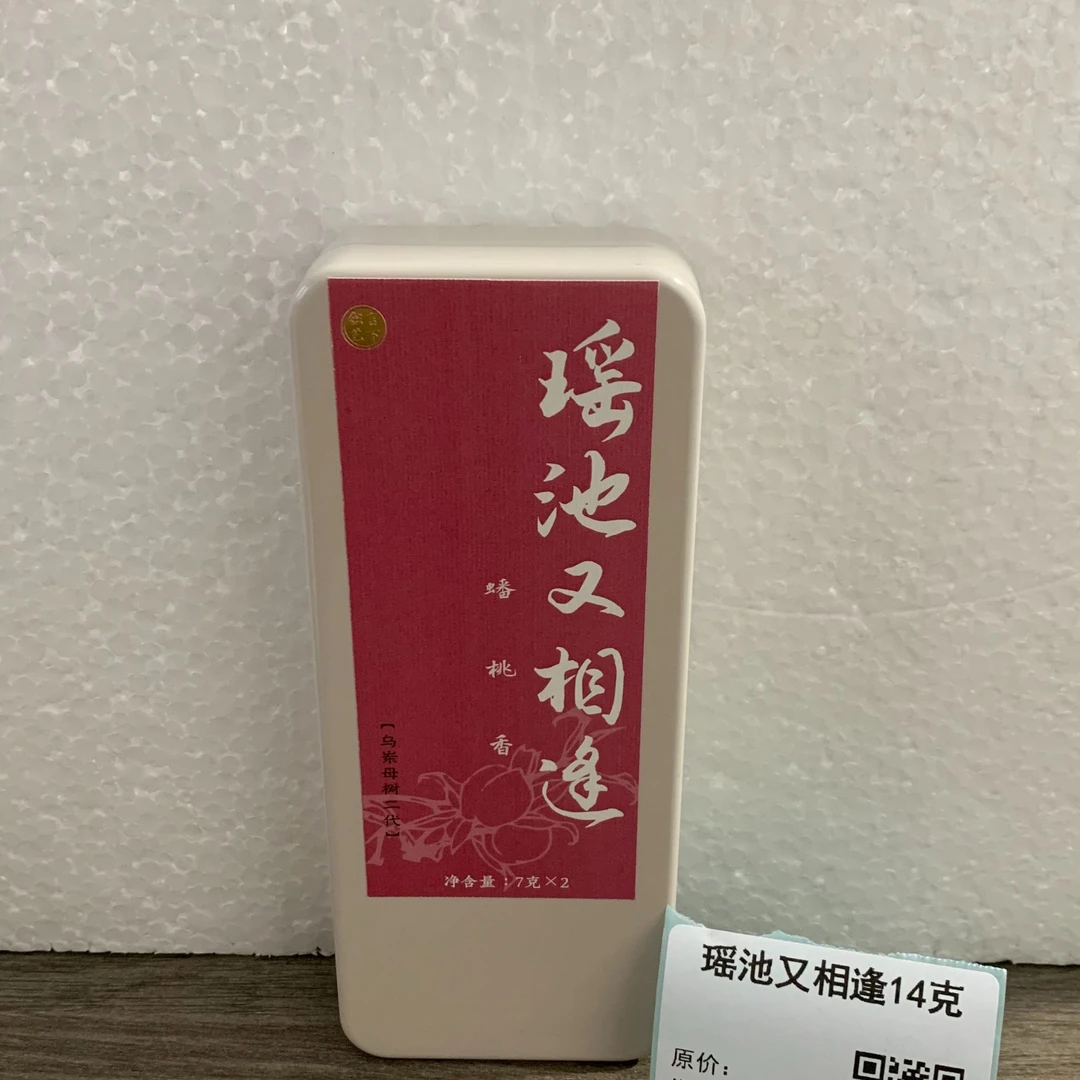 瑶池又相逢
蟠桃香
[乌岽母树二代]
净含量:7克×2
瑶池又相逢14克
原价: